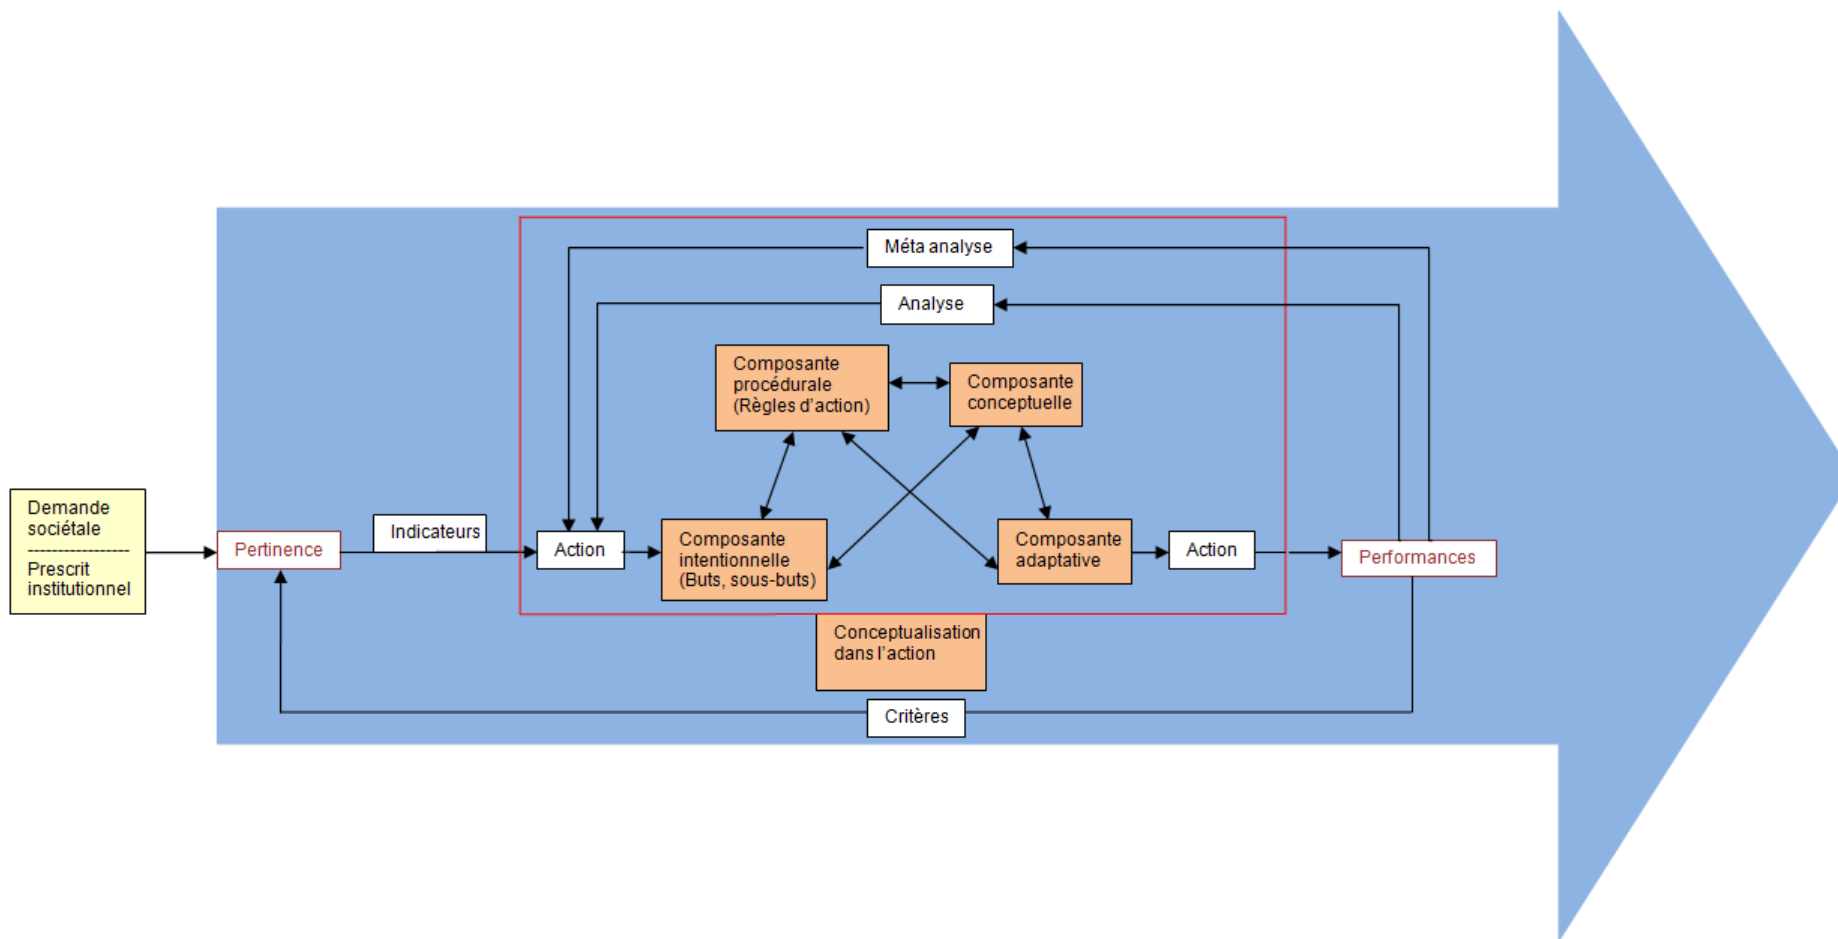 Méta analyse
Analyse
Composante
procédurale
(Règles d'action)
Composante
conceptuelle
Demande
sociétale
-----------------
Prescrit
institutionnel
Pertinence
Indicateurs
Action
Composante
intentionnelle
(Buts, sous-buts)
Composante
adaptative
Action
Performances
Conceptualisation
dans l'action
Critères